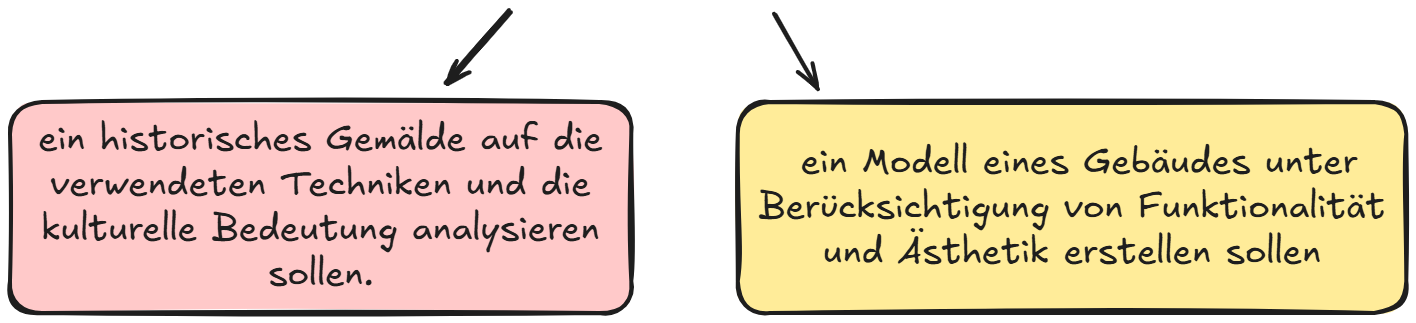 ein historisches Gemälde auf die
verwendeten Techniken und die
kulturelle Bedeutung analysieren
sollen.
ein Modell eines Gebäudes unter
Berücksichtigung von Funktionalität
und Ästhetik erstellen sollen